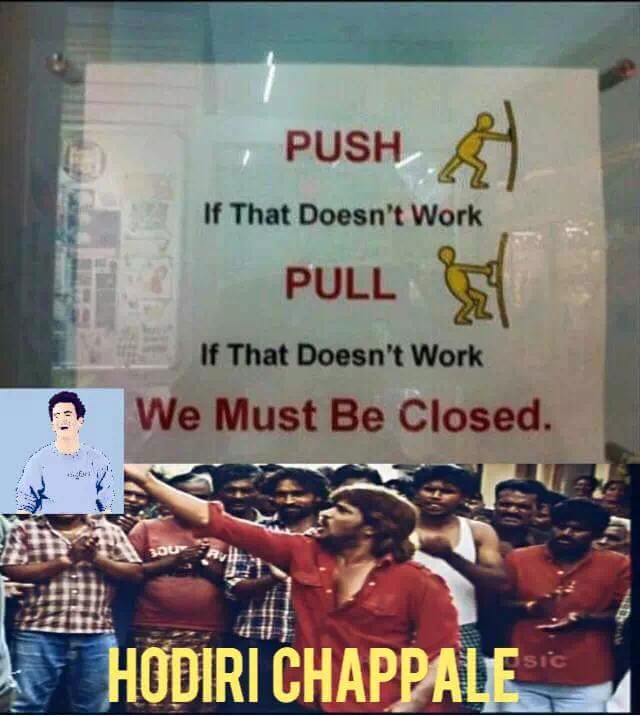 PUSH
If That Doesn't Work
PULL
If That Doesn't Work
We Must Be Closed.
HODIRI CHAPPALE